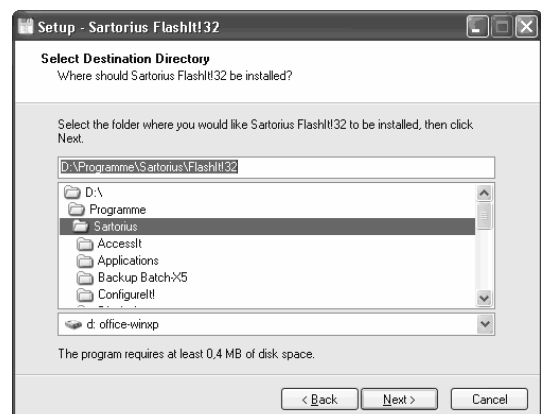 Setup - Sartorius FlashIt!32
Select Destination Directory
Where should Sartorius FlashIt!32 be installed?
Select the folder where you would like Sartorius FlashIt!32 to be installed, then click
Next.
D:\Programme\Sartorius\FlashIt!32
D:\
Programme
Sartorius
AccessIt
Applications
Backup Batch-X5
ConfigureIt!
d: office-winxp
The program requires at least 0,4 MB of disk space.
< Back Next > Cancel